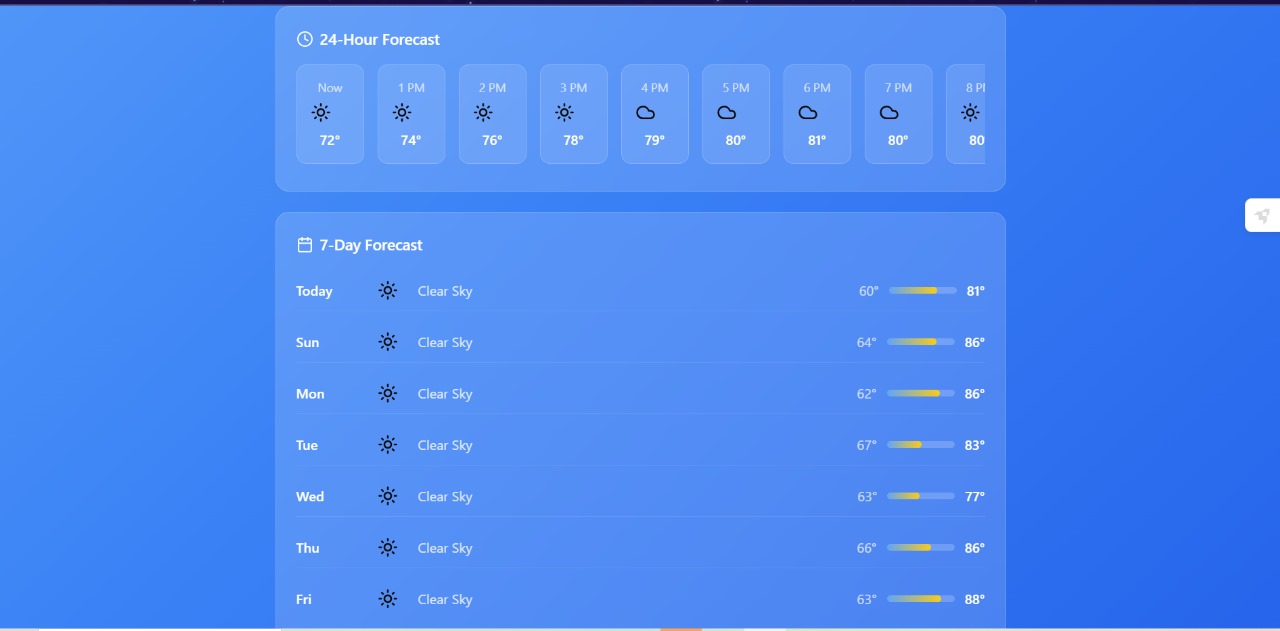 24-Hour Forecast
Now 1 PM 2 PM 3 PM 4 PM 5 PM 6 PM 7 PM 8
72° 74° 76° 78° 79° 80° 81° 80° 80
7-Day Forecast
Today Clear Sky 60° 81°
Sun Clear Sky 64° 86°
Mon Clear Sky 62° 86°
Tue Clear Sky 67° 83°
Wed Clear Sky 63° 77°
Thu Clear Sky 66° 86°
Fri Clear Sky 63° 88°